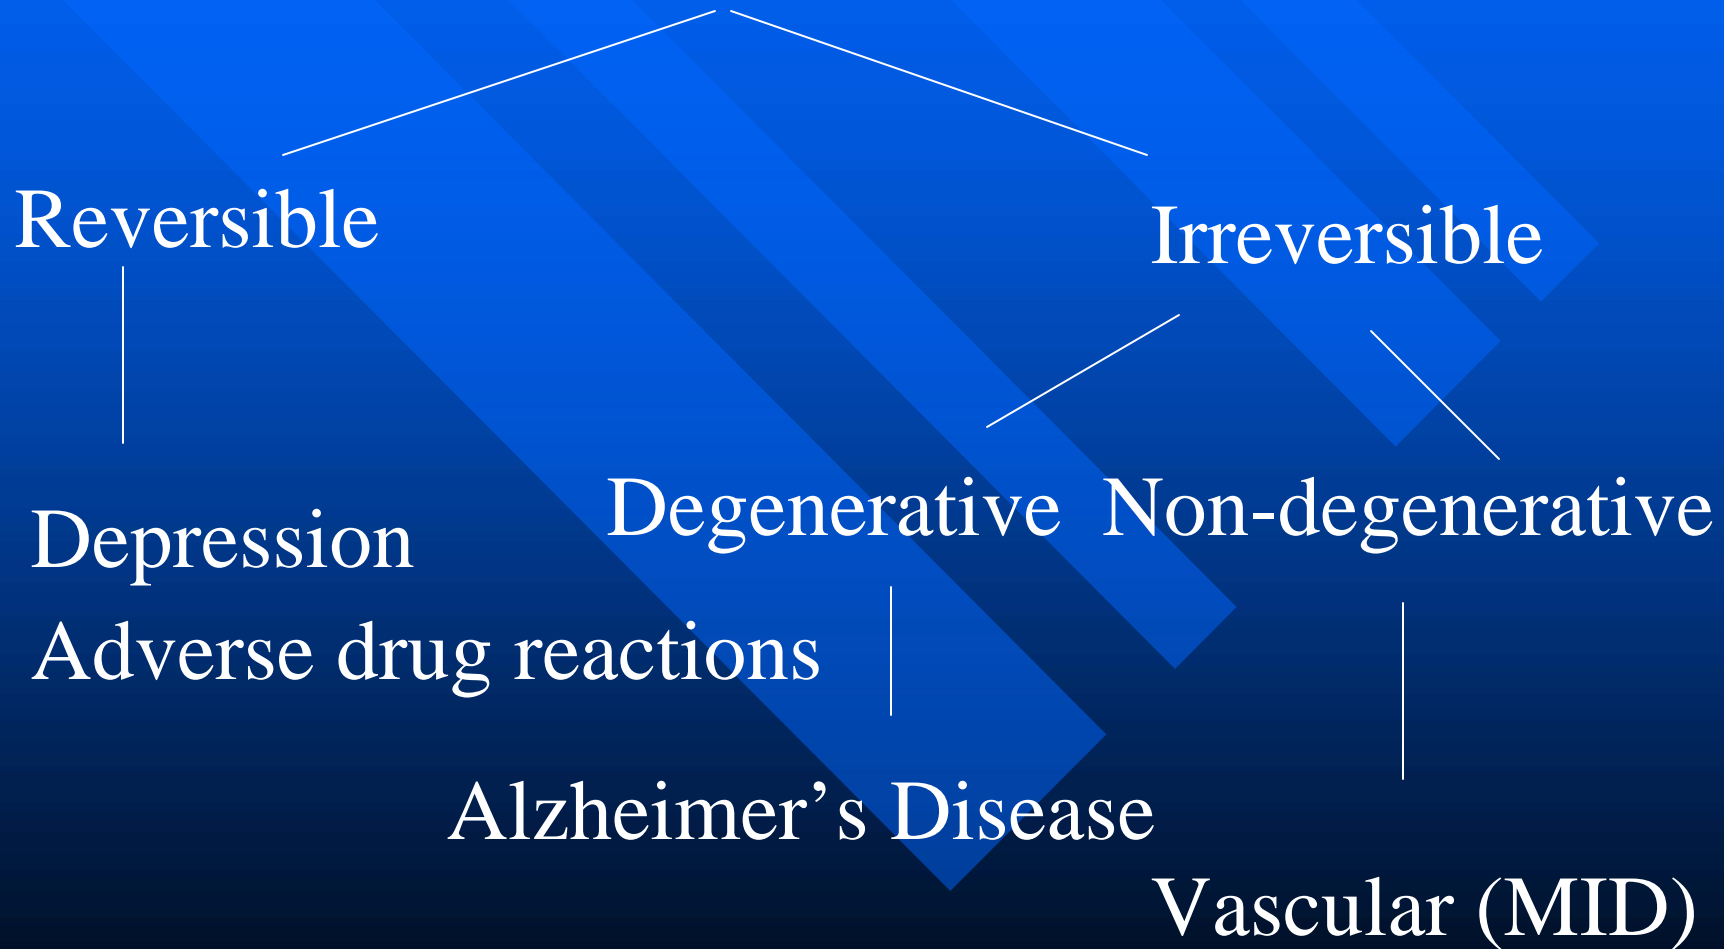 Reversible
Irreversible
Depression
Degenerative
Non-degenerative
Adverse drug reactions
Alzheimer’s Disease
Vascular (MID)